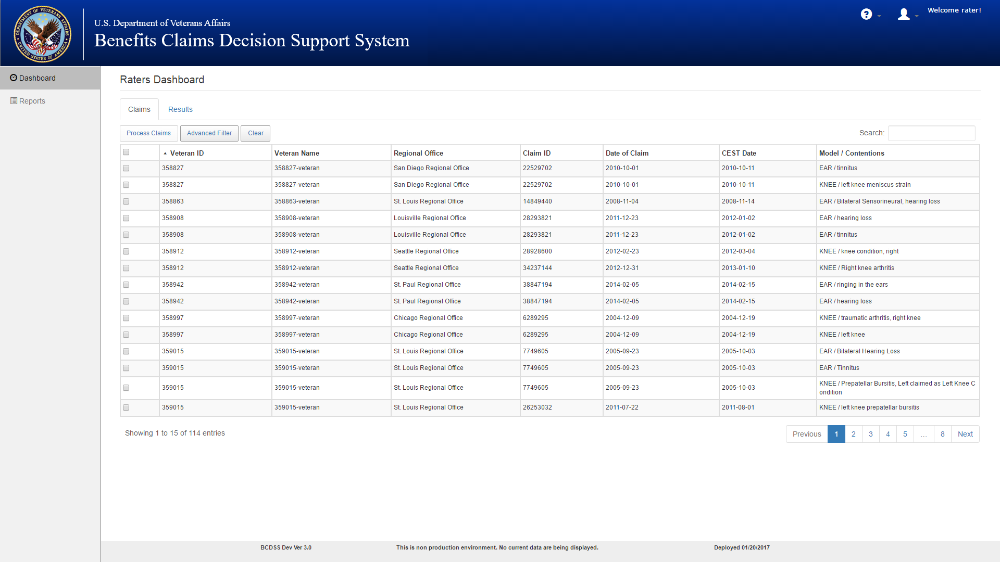 DEPARTMENT OF VETERANS AFFAIRS
UNITED STATES OF AMERICA
U.S. Department of Veterans Affairs
Benefits Claims Decision Support System
? Welcome rater!
Dashboard
Reports
Raters Dashboard
Claims Results
Process Claims Advanced Filter Clear Search:
Veteran ID Veteran Name Regional Office Claim ID Date of Claim CEST Date Model / Contentions
358827 358827-veteran San Diego Regional Office 22529702 2010-10-01 2010-10-11 EAR / tinnitus
358827 358827-veteran San Diego Regional Office 22529702 2010-10-01 2010-10-11 KNEE / left knee meniscus strain
358863 358863-veteran St. Louis Regional Office 14849440 2008-11-04 2008-11-14 EAR / Bilateral Sensorineural, hearing loss
358908 358908-veteran Louisville Regional Office 28293821 2011-12-23 2012-01-02 EAR / hearing loss
358908 358908-veteran Louisville Regional Office 28293821 2011-12-23 2012-01-02 EAR / tinnitus
358912 358912-veteran Seattle Regional Office 28928600 2012-02-23 2012-03-04 KNEE / knee condition, right
358912 358912-veteran Seattle Regional Office 34237144 2012-12-31 2013-01-10 KNEE / Right knee arthritis
358942 358942-veteran St. Paul Regional Office 38847194 2014-02-05 2014-02-15 EAR / ringing in the ears
358942 358942-veteran St. Paul Regional Office 38847194 2014-02-05 2014-02-15 EAR / hearing loss
358997 358997-veteran Chicago Regional Office 6289295 2004-12-09 2004-12-19 KNEE / traumatic arthritis, right knee
358997 358997-veteran Chicago Regional Office 6289295 2004-12-09 2004-12-19 KNEE / left knee
359015 359015-veteran St. Louis Regional Office 7749605 2005-09-23 2005-10-03 EAR / Bilateral Hearing Loss
359015 359015-veteran St. Louis Regional Office 7749605 2005-09-23 2005-10-03 EAR / Tinnitus
359015 359015-veteran St. Louis Regional Office 7749605 2005-09-23 2005-10-03 KNEE / Prepatellar Bursitis, Left claimed as Left Knee C
ondition
359015 359015-veteran St. Louis Regional Office 26253032 2011-07-22 2011-08-01 KNEE / left knee prepatellar bursitis
Showing 1 to 15 of 114 entries Previous 1 2 3 4 5 … 8 Next
BCDSS Dev Ver 3.0 This is non production environment. No current data are being displayed. Deployed 01/20/2017